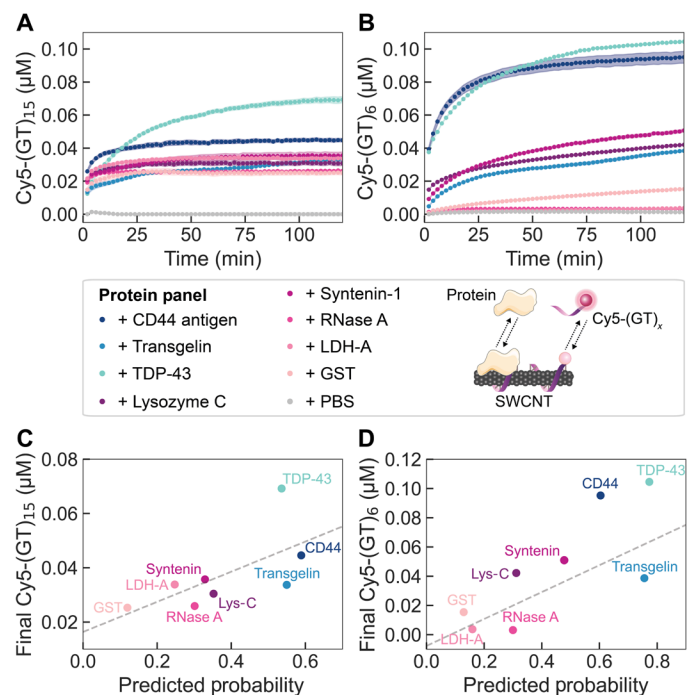 A
Cy5-(GT)15 (µM)
0.10
0.08
0.06
0.04
0.02
0.00
0
25
50
75
100
Time (min)
B
Cy5-(GT)6 (µM)
0.10
0.08
0.06
0.04
0.02
0.00
0
25
50
75
100
Time (min)
Protein panel
+ CD44 antigen
+ Transgelin
+ TDP-43
+ Lysozyme C
+ Syntenin-1
+ RNase A
+ LDH-A
+ GST
+ PBS
Protein
Cy5-(GT)x
SWCNT
C
Final Cy5-(GT)15 (µM)
0.08
0.06
0.04
0.02
0.0
0.2
0.4
0.6
Predicted probability
TDP-43
CD44
Syntenin
LDH-A
Transgelin
GST
Lys-C
RNase A
D
Final Cy5-(GT)6 (µM)
0.12
0.10
0.08
0.06
0.04
0.02
0.00
0.0
0.2
0.4
0.6
0.8
Predicted probability
TDP-43
CD44
Syntenin
Lys-C
Transgelin
GST
RNase A
LDH-A